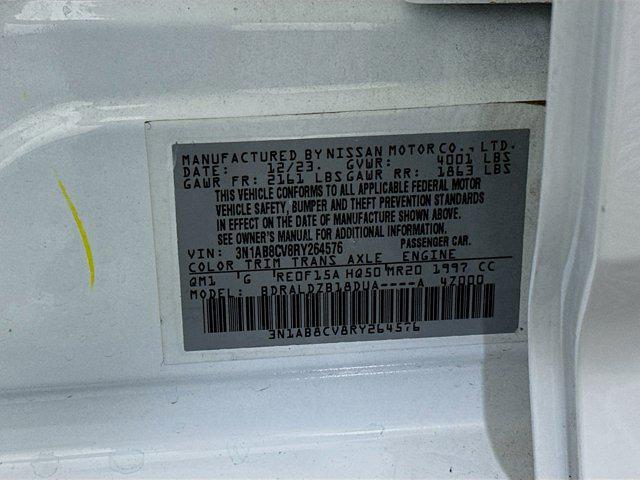 MANUFACTURED BY NISSAN MOTOR CO., LTD.
DATE: 12/23 GVWR: 4001 LBS
GAWR FR: 2161 LBS GAWR RR: 1863 LBS
THIS VEHICLE CONFORMS TO ALL APPLICABLE FEDERAL MOTOR
VEHICLE SAFETY, BUMPER AND THEFT PREVENTION STANDARDS
IN EFFECT ON THE DATE OF MANUFACTURE SHOWN ABOVE.
SEE OWNER'S MANUAL FOR ADDITIONAL INFORMATION.
VIN: 3N1AB8CV8RY264576 PASSENGER CAR.
COLOR TRIM TRANS AXLE ENGINE
QM1 G RE0F15A HQ50 MR20 1997 CC
MODEL: BDRALDZB18DUA----A 4Z000
3N1AB8CV8RY264576